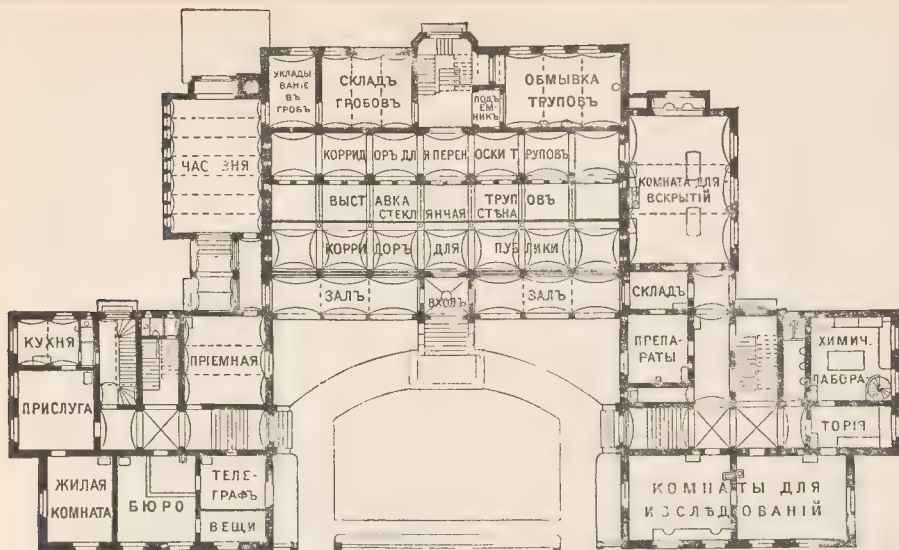 УКЛАДЫ
ВАНІЕ
ВЪ
ГРОБЪ
СКЛАДЪ
ГРОБОВЪ
ПОДЪ
ЕМ-
НИКЪ
ОБМЫВКА
ТРУПОВЪ
ЧАС ВНЯ
КОРРИДОРЪ ДЛЯ ПЕРЕНОСКИ ТРУПОВЪ
ВЫСТАВКА ТРУПОВЪ
СТЕКЛЯНЧАЯ СТѢНА
КОРРИДОРЪ ДЛЯ ПУБЛИКИ
КОМНАТА ДЛЯ
ВСКРЫТІЙ
ЗАЛЪ
ВХОДЪ
ЗАЛЪ
СКЛАДЪ
КУХНЯ
ПРІЕМНАЯ
ПРЕПА-
РАТЫ
ХИМИЧ.
ЛАБОРА-
ТОРІЯ
ПРИСЛУГА
ЖИЛАЯ
КОМНАТА
БЮРО
ТЕЛЕ-
ГРАФЪ
ВЕЩИ
КОМНАТЫ ДЛЯ
ИЗСЛѢДОВАНІЙ